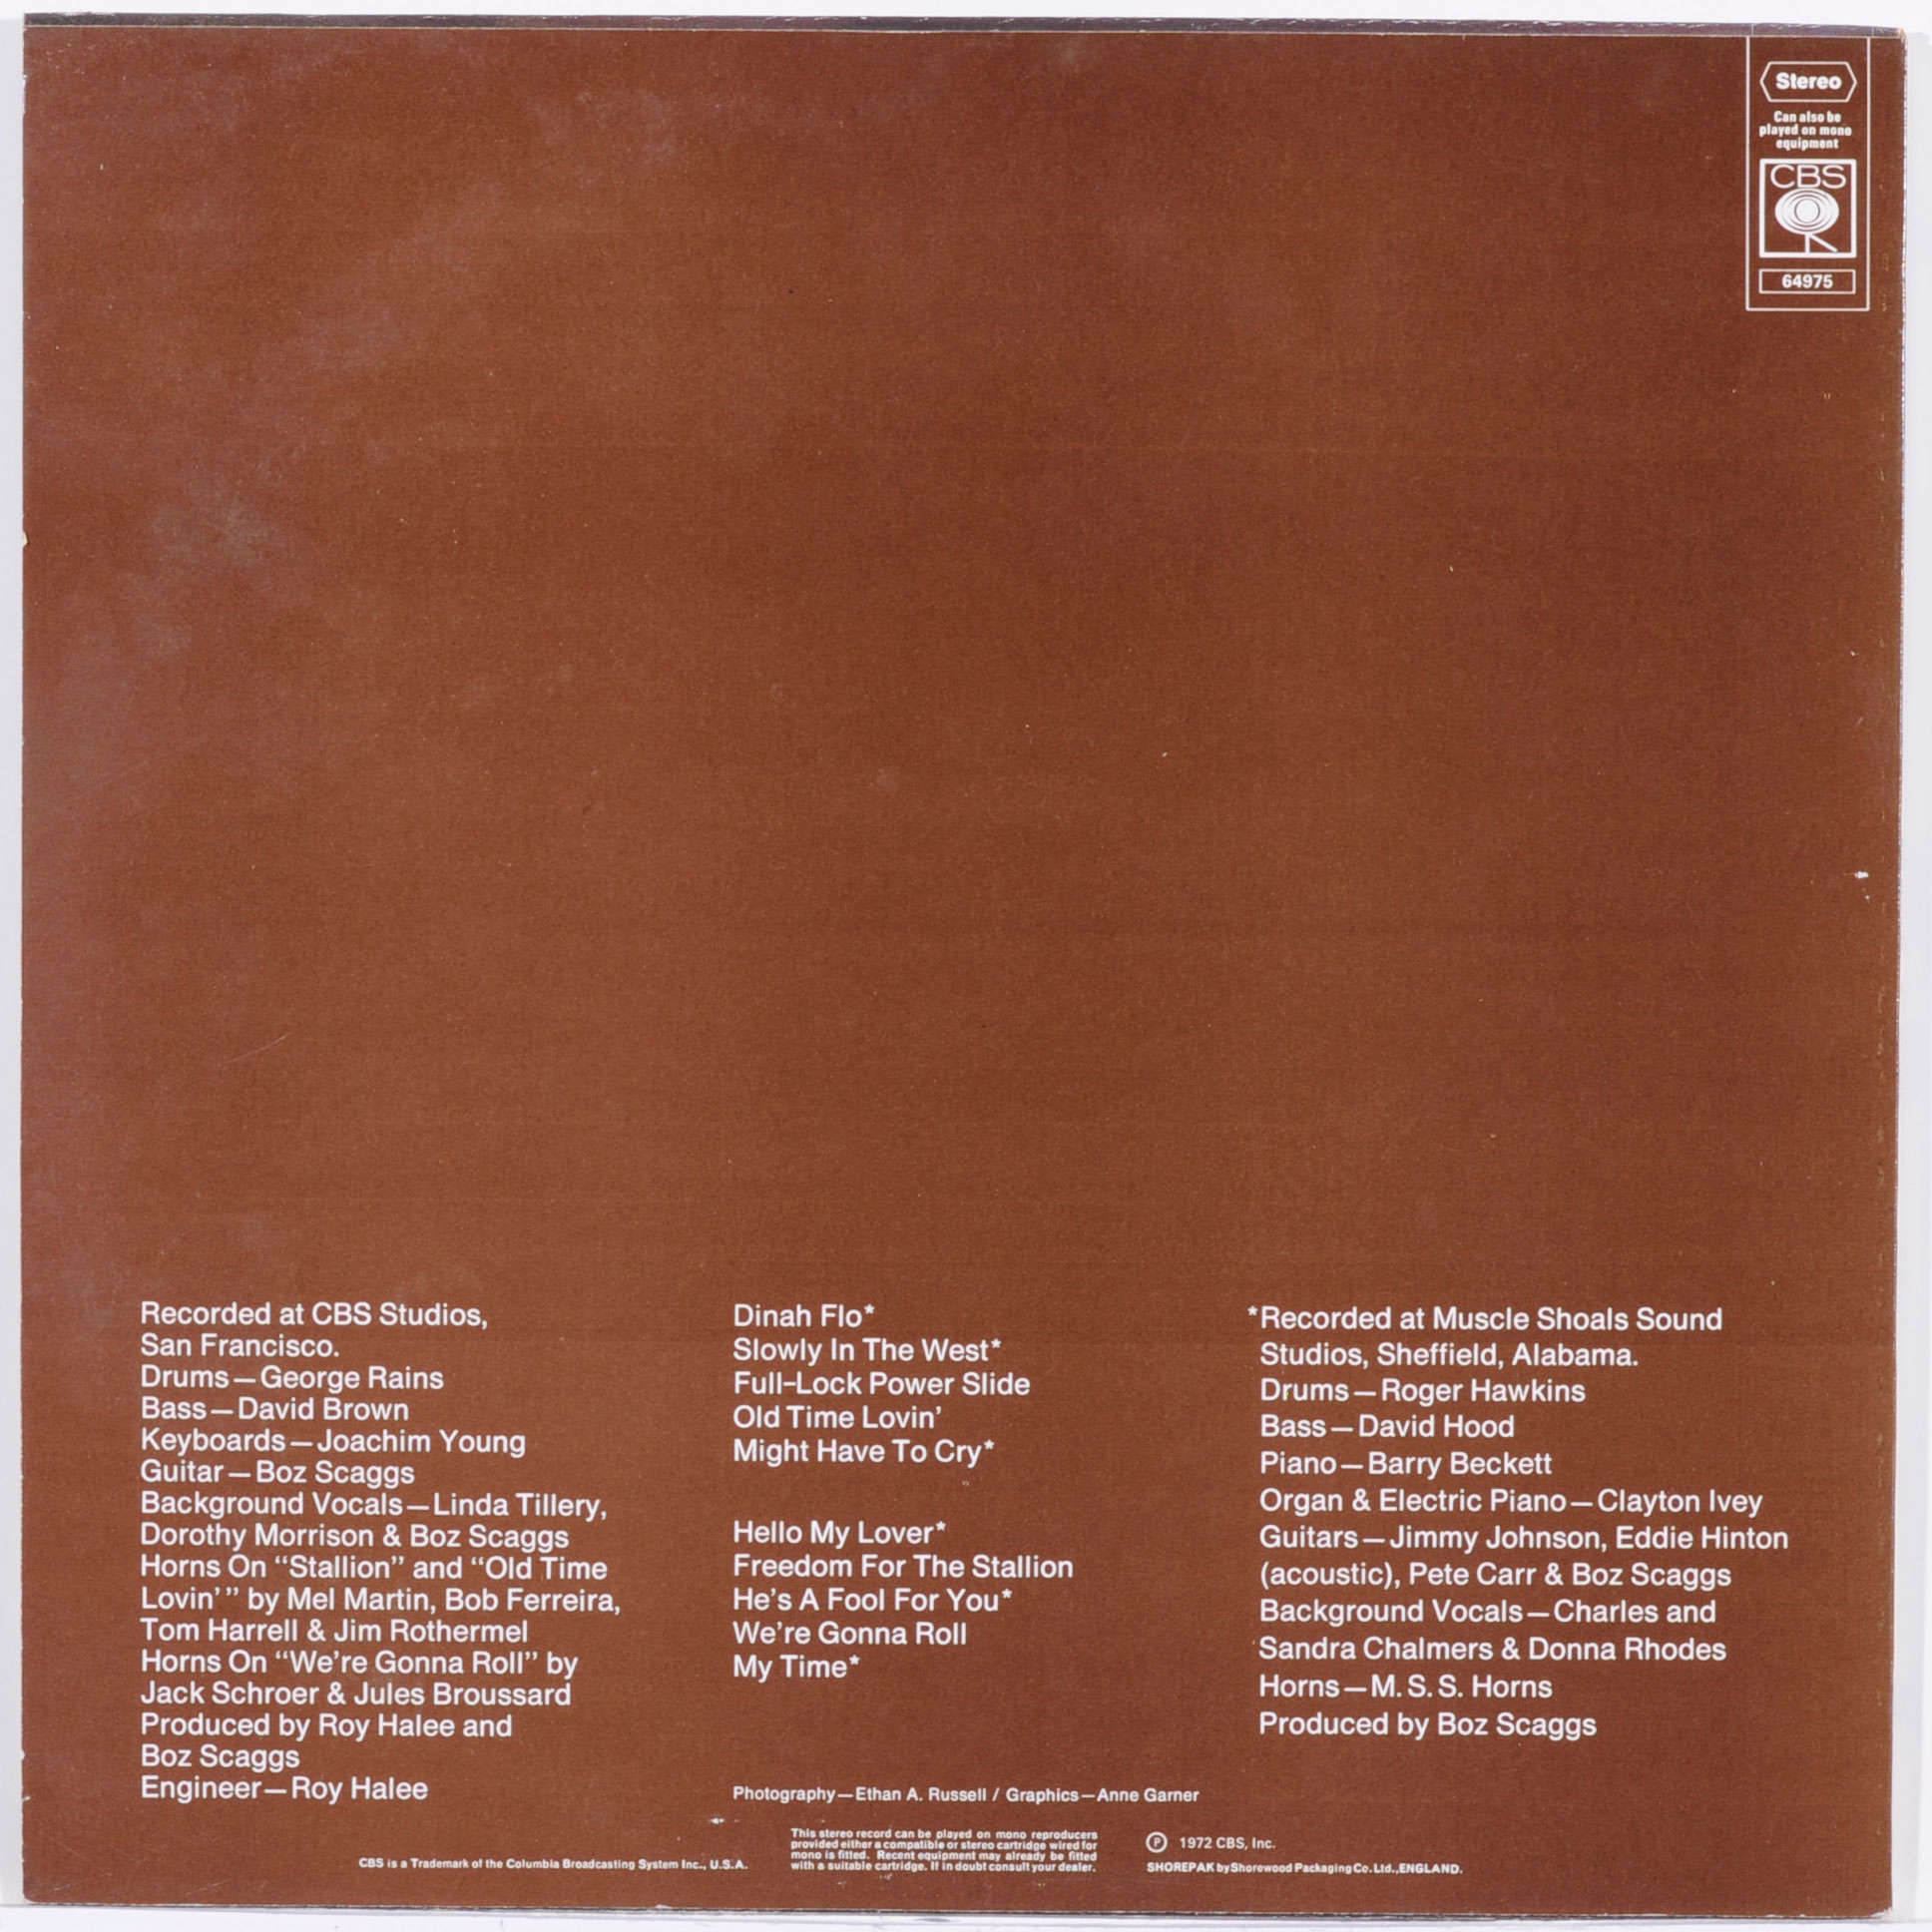 Stereo
Can also be
played on mono
equipment
CBS
64975
Recorded at CBS Studios,
San Francisco.
Drums—George Rains
Bass—David Brown
Keyboards—Joachim Young
Guitar—Boz Scaggs
Background Vocals—Linda Tillery,
Dorothy Morrison & Boz Scaggs
Horns On “Stallion” and “Old Time
Lovin’” by Mel Martin, Bob Ferreira,
Tom Harrell & Jim Rothermel
Horns On “We’re Gonna Roll” by
Jack Schroer & Jules Broussard
Produced by Roy Halee and
Boz Scaggs
Engineer—Roy Halee
Dinah Flo*
Slowly In The West*
Full-Lock Power Slide
Old Time Lovin’
Might Have To Cry*
Hello My Lover*
Freedom For The Stallion
He’s A Fool For You*
We’re Gonna Roll
My Time*
*Recorded at Muscle Shoals Sound
Studios, Sheffield, Alabama.
Drums—Roger Hawkins
Bass—David Hood
Piano—Barry Beckett
Organ & Electric Piano—Clayton Ivey
Guitars—Jimmy Johnson, Eddie Hinton
(acoustic), Pete Carr & Boz Scaggs
Background Vocals—Charles and
Sandra Chalmers & Donna Rhodes
Horns—M.S.S. Horns
Produced by Boz Scaggs
Photography—Ethan A. Russell / Graphics—Anne Garner
CBS is a Trademark of the Columbia Broadcasting System Inc., U.S.A.
This stereo record can be played on mono reproducers
provided either a compatible or stereo cartridge wired for
mono is fitted. Recent equipment may already be fitted
with a suitable cartridge. If in doubt consult your dealer.
℗ 1972 CBS, Inc.
SHOREPAK by Shorewood Packaging Co. Ltd., ENGLAND.